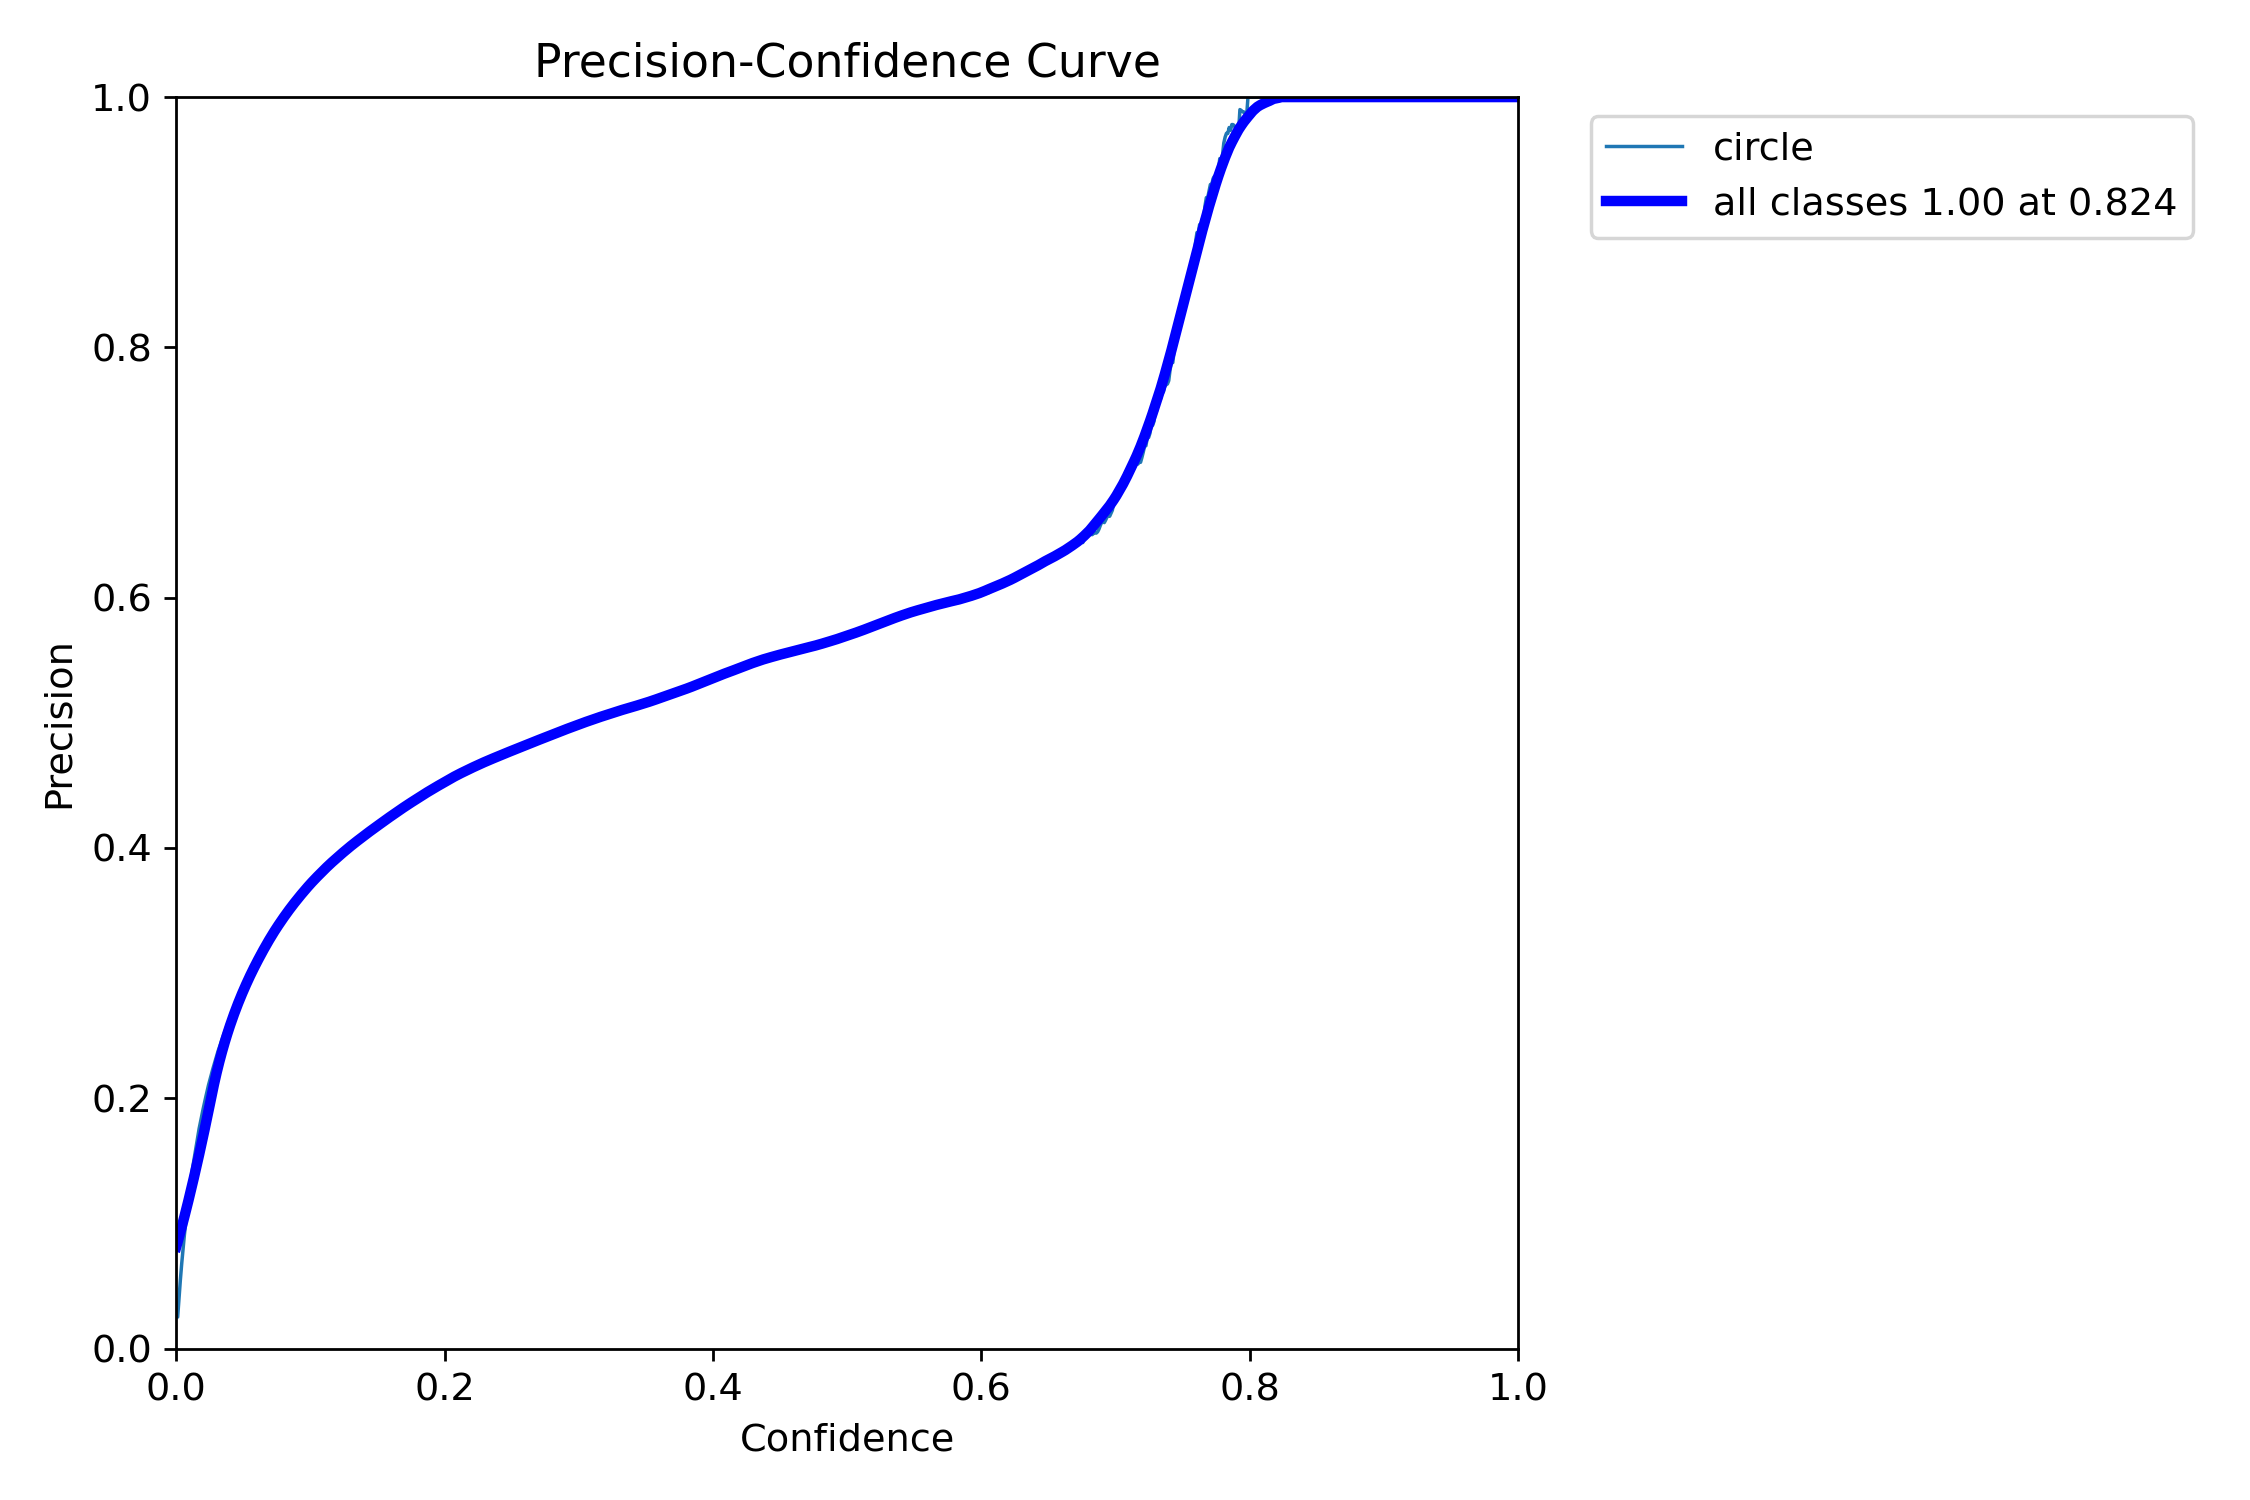 Precision-Confidence Curve
circle
all classes 1.00 at 0.824
1.0
0.8
0.6
0.4
0.2
0.0
Precision
0.0 0.2 0.4 0.6 0.8 1.0
Confidence